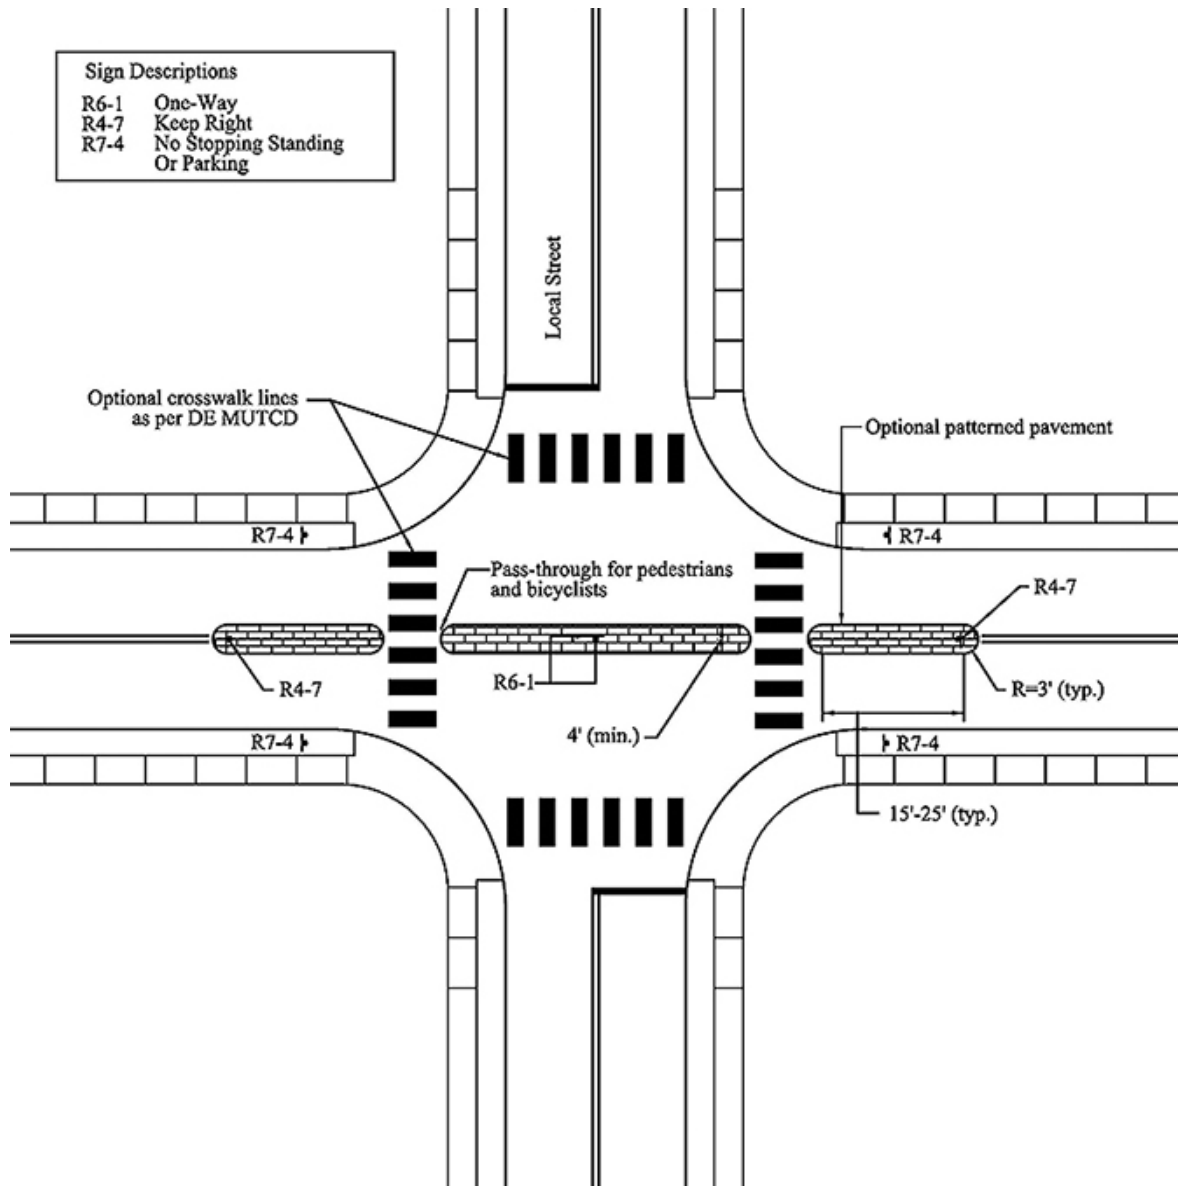 Sign Descriptions
R6-1 One-Way
R4-7 Keep Right
R7-4 No Stopping Standing
Or Parking
Local Street
Optional crosswalk lines
as per DE MUTCD
Optional patterned pavement
R7-4
R7-4
Pass-through for pedestrians
and bicyclists
R4-7
R4-7
R6-1
R=3' (typ.)
4' (min.)
R7-4
R7-4
15'-25' (typ.)